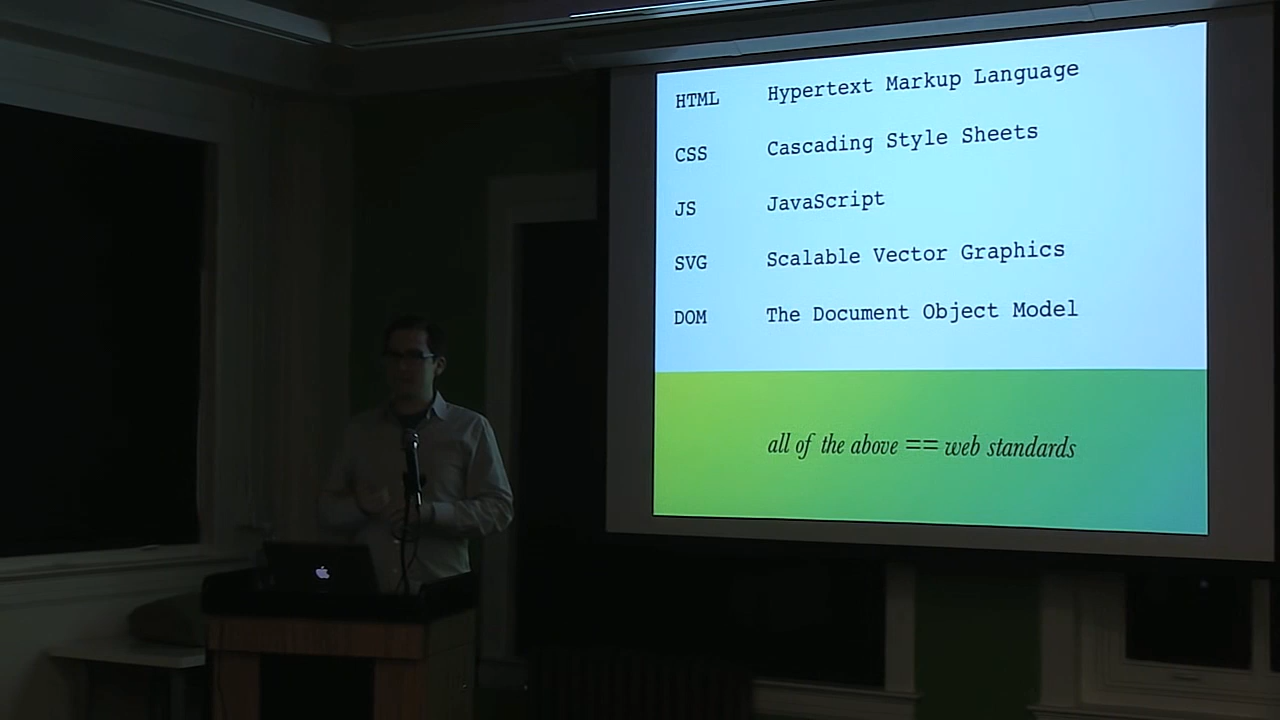 HTML Hypertext Markup Language
CSS Cascading Style Sheets
JS JavaScript
SVG Scalable Vector Graphics
DOM The Document Object Model
all of the above == web standards